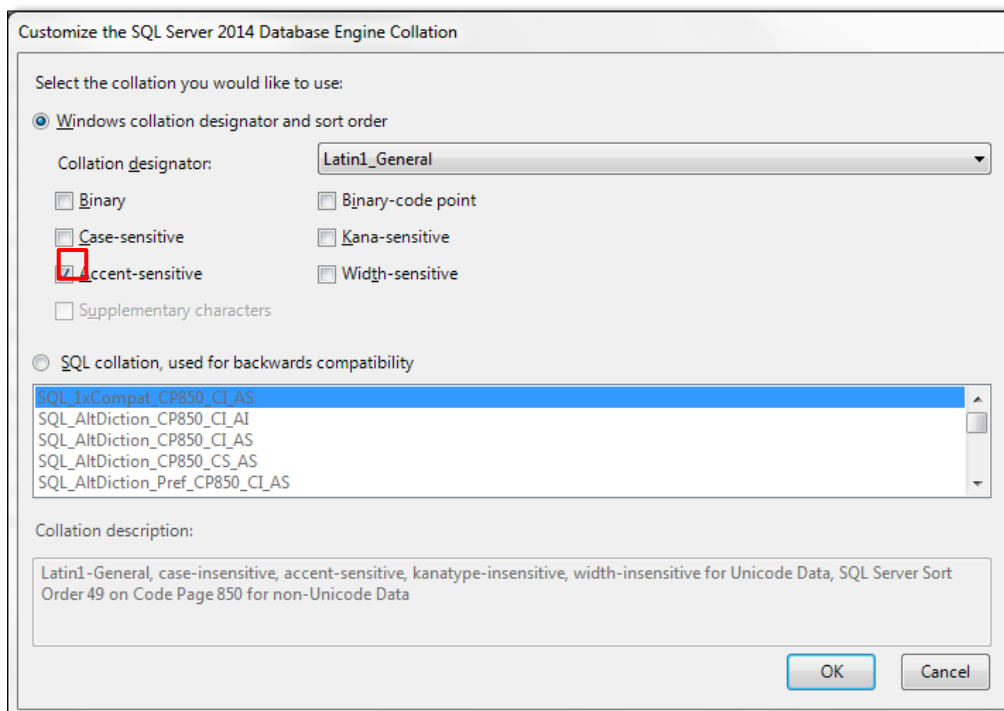 Customize the SQL Server 2014 Database Engine Collation
Select the collation you would like to use:
Windows collation designator and sort order
Collation designator: Latin1_General
Binary Binary-code point
Case-sensitive Kana-sensitive
Accent-sensitive Width-sensitive
Supplementary characters
SQL collation, used for backwards compatibility
SQL_1xCompat_CP850_CI_AS
SQL_AltDiction_CP850_CI_AI
SQL_AltDiction_CP850_CI_AS
SQL_AltDiction_CP850_CS_AS
SQL_AltDiction_Pref_CP850_CI_AS
Collation description:
Latin1-General, case-insensitive, accent-sensitive, kanatype-insensitive, width-insensitive for Unicode Data, SQL Server Sort
Order 49 on Code Page 850 for non-Unicode Data
OK Cancel